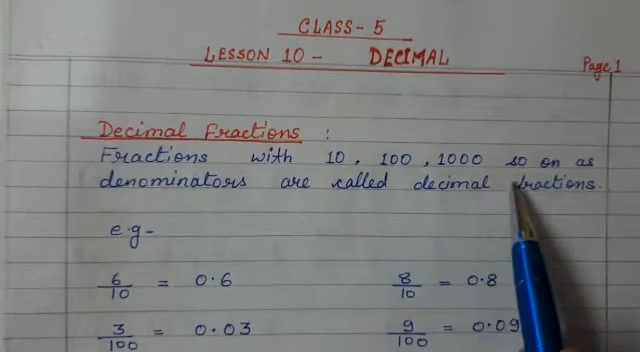 CLASS- 5
LESSON 10 - DECIMAL
Page 1
Decimal Fractions :
Fractions with 10, 100, 1000 so on as
denominators are called decimal fractions.
e.g-
6/10 = 0.6 8/10 = 0.8
3/100 = 0.03 9/100 = 0.09